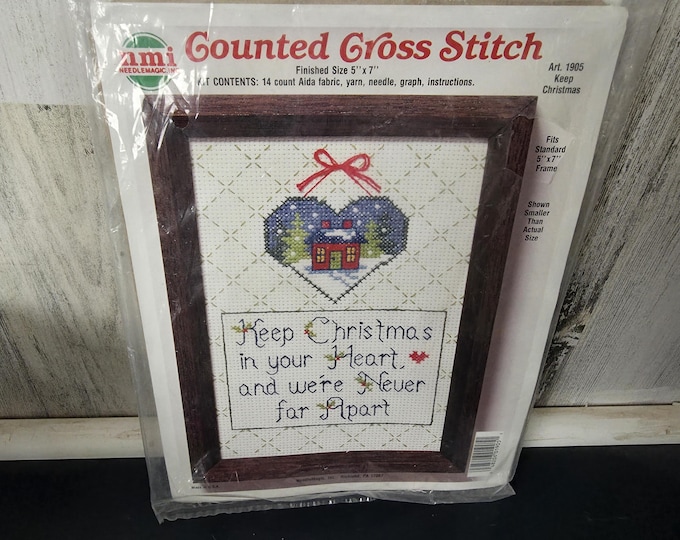 nmi
NEEDLEMAGIC, INC.
Counted Cross Stitch
Finished Size 5"x 7"
KIT CONTENTS: 14 count Aida fabric, yarn, needle, graph, instructions.
Art. 1905
Keep
Christmas
Fits
Standard
5"x7"
Frame
Shown
Smaller
Than
Actual
Size
Keep Christmas
in your Heart,
and we're Never
far Apart